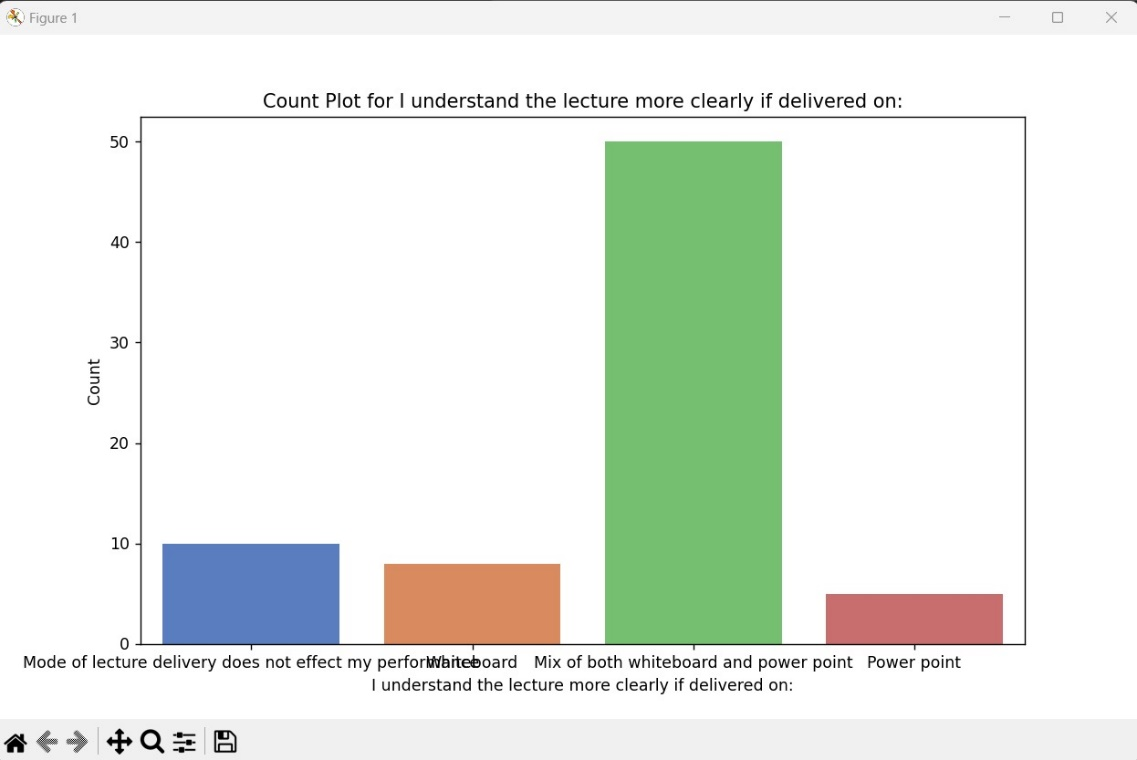 Figure 1
Count Plot for I understand the lecture more clearly if delivered on:
50
40
30
20
10
0
Count
Mode of lecture delivery does not effect my performance Whiteboard Mix of both whiteboard and power point Power point
I understand the lecture more clearly if delivered on: